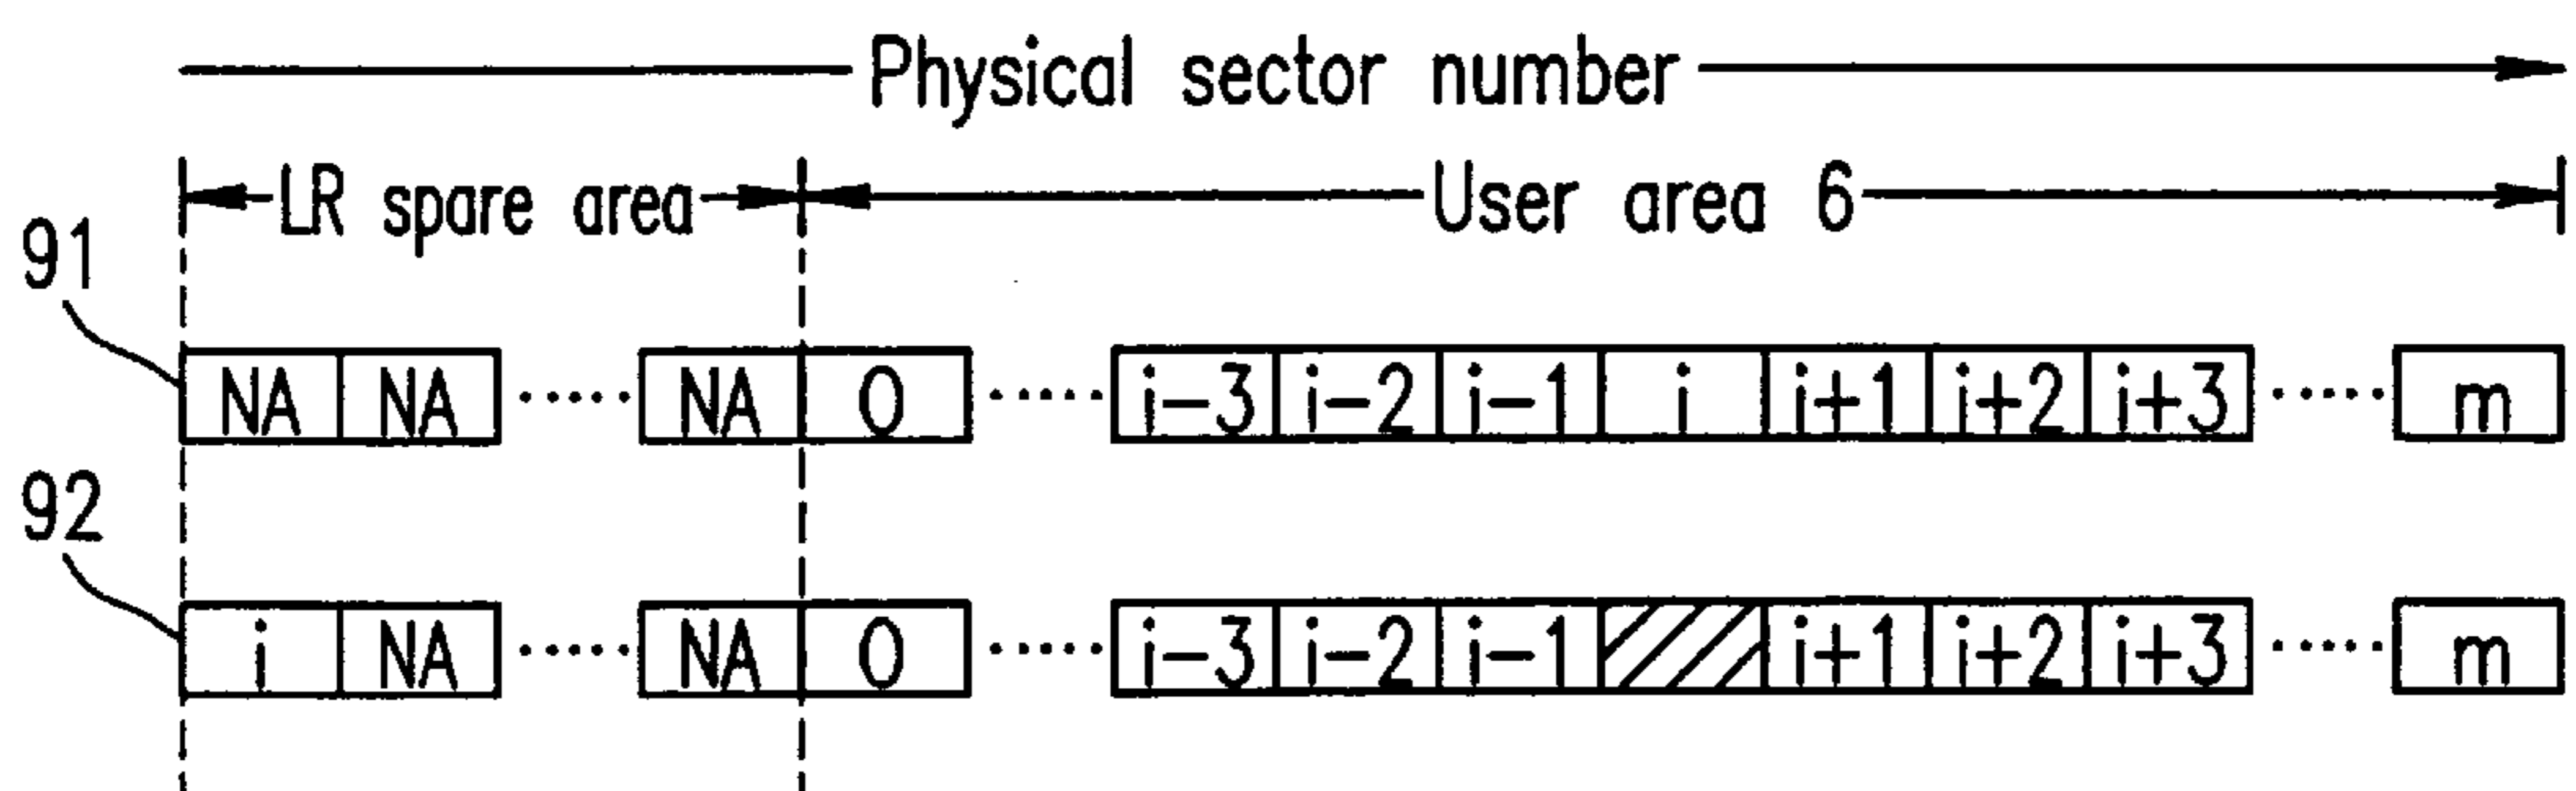 Physical sector number
LR spare area User area 6
91
NA NA ····· NA 0 ····· i-3 i-2 i-1 i i+1 i+2 i+3 ····· m
92
i NA ····· NA 0 ····· i-3 i-2 i-1 i+1 i+2 i+3 ····· m